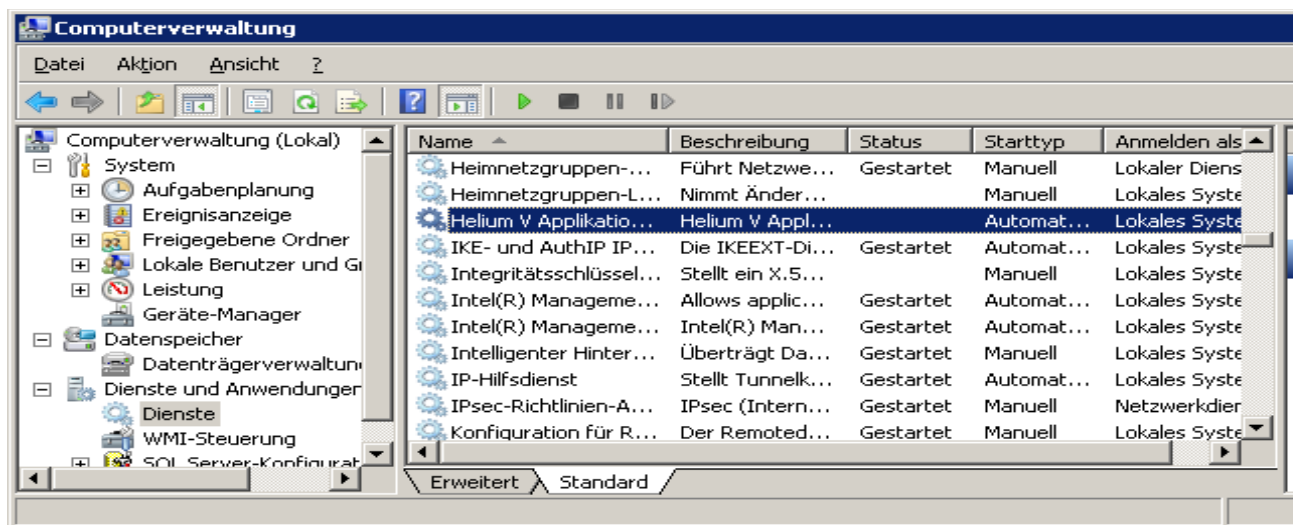 Computerverwaltung
Datei Aktion Ansicht ?
Computerverwaltung (Lokal)
System
Aufgabenplanung
Ereignisanzeige
Freigegebene Ordner
Lokale Benutzer und Gr
Leistung
Geräte-Manager
Datenspeicher
Datenträgerverwaltun
Dienste und Anwendunger
Dienste
WMI-Steuerung
SQL Server-Konfigurat
Name Beschreibung Status Starttyp Anmelden als
Heimnetzgruppen-... Führt Netzwe... Gestartet Manuell Lokaler Diens
Heimnetzgruppen-L... Nimmt Änder... Manuell Lokales Syste
Helium V Applikatio... Helium V Appl... Automat... Lokales Syste
IKE- und AuthIP IP... Die IKEEXT-Di... Gestartet Automat... Lokales Syste
Integritätsschlüssel... Stellt ein X.5... Manuell Lokales Syste
Intel(R) Manageme... Allows applic... Gestartet Automat... Lokales Syste
Intel(R) Manageme... Intel(R) Man... Gestartet Automat... Lokales Syste
Intelligenter Hinter... Überträgt Da... Gestartet Manuell Lokales Syste
IP-Hilfsdienst Stellt Tunnelk... Gestartet Automat... Lokales Syste
IPsec-Richtlinien-A... IPsec (Intern... Gestartet Manuell Netzwerkdier
Konfiguration für R... Der Remoted... Gestartet Manuell Lokales Syste
Erweitert Standard